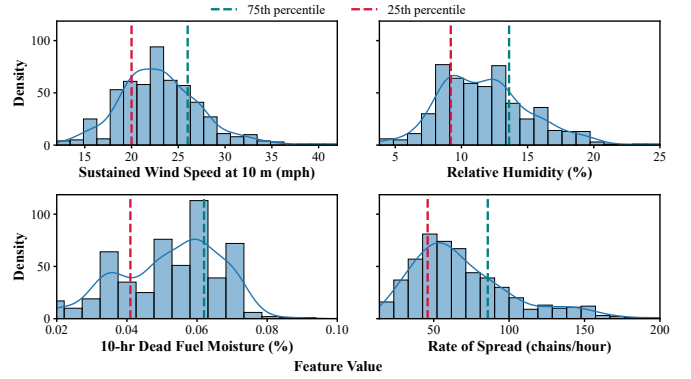 75th percentile 25th percentile
100
50
0
Density
15 20 25 30 35 40
Sustained Wind Speed at 10 m (mph)
5 10 15 20 25
Relative Humidity (%)
100
50
0
Density
0.02 0.04 0.06 0.08 0.10
10-hr Dead Fuel Moisture (%)
50 100 150 200
Rate of Spread (chains/hour)
Feature Value